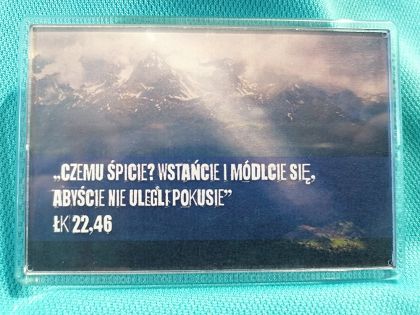 „CZEMU ŚPICIE? WSTAŃCIE I MÓDLCIE SIĘ,
ABYŚCIE NIE ULEGLI POKUSIE”
ŁK 22,46